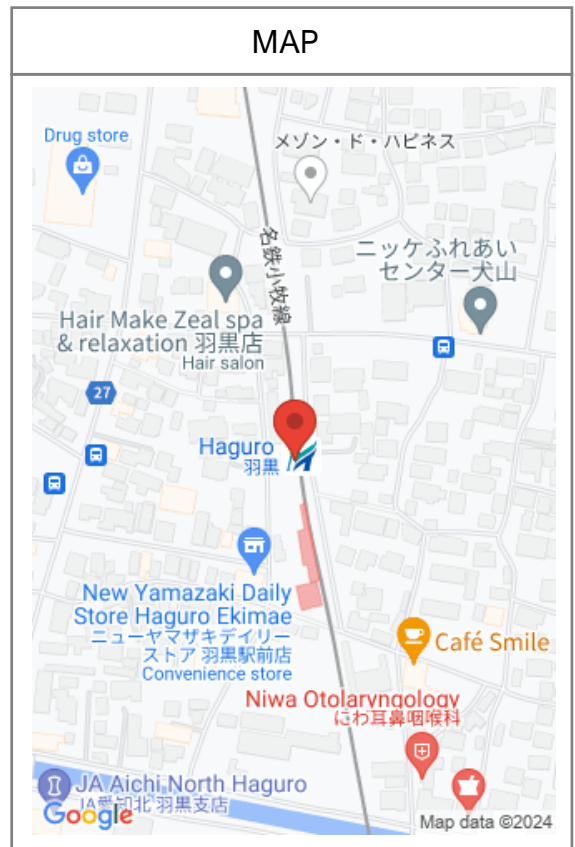 MAP
Drug store
メゾン・ド・ハピネス
名鉄小牧線
ニッケふれあい
センター犬山
Hair Make Zeal spa
& relaxation 羽黒店
Hair salon
27
Haguro
羽黒
New Yamazaki Daily
Store Haguro Ekimae
ニューヤマザキデイリー
ストア 羽黒駅前店
Convenience store
Café Smile
Niwa Otolaryngology
にわ耳鼻咽喉科
JA Aichi North Haguro
JA愛知北 羽黒支店
Google
Map data ©2024